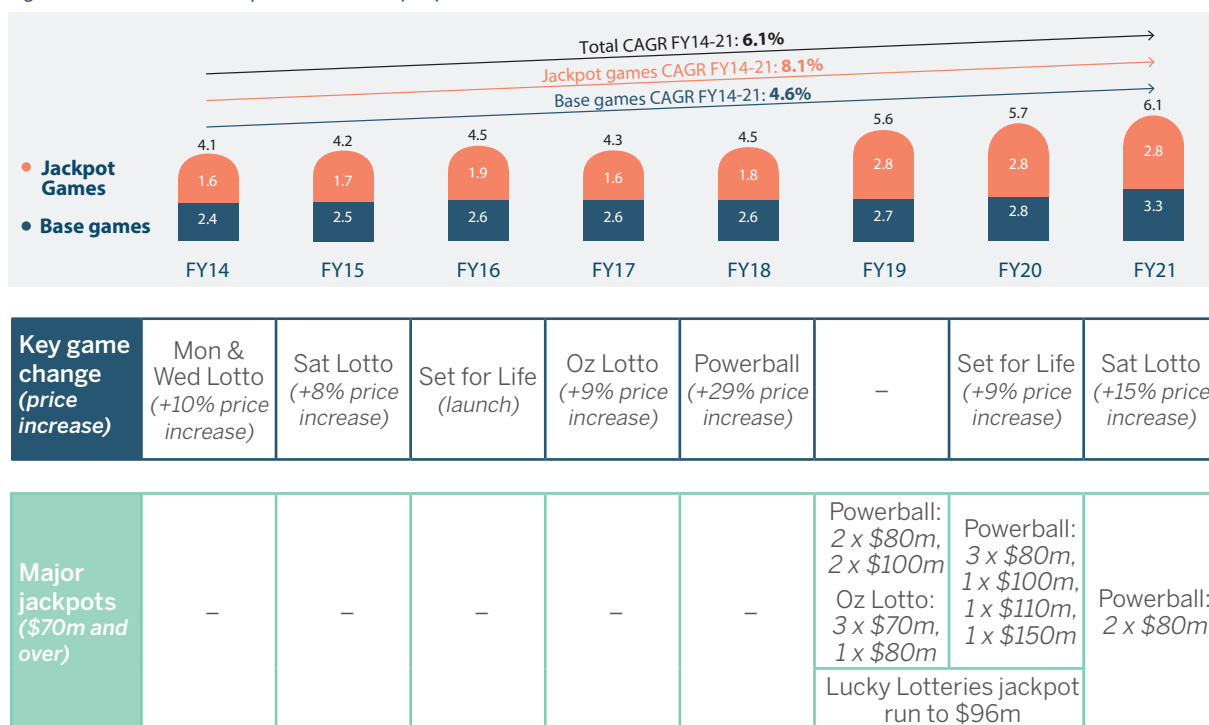 Total CAGR FY14-21: 6.1%
Jackpot games CAGR FY14-21: 8.1%
Base games CAGR FY14-21: 4.6%
4.1
4.2
4.5
4.3
4.5
5.6
5.7
6.1
Jackpot
Games
1.6
1.7
1.9
1.6
1.8
2.8
2.8
2.8
Base games
2.4
2.5
2.6
2.6
2.6
2.7
2.8
3.3
FY14
FY15
FY16
FY17
FY18
FY19
FY20
FY21
Key game
change
(price
increase)
Mon &
Wed Lotto
(+10% price
increase)
Sat Lotto
(+8% price
increase)
Set for Life
(launch)
Oz Lotto
(+9% price
increase)
Powerball
(+29% price
increase)
–
Set for Life
(+9% price
increase)
Sat Lotto
(+15% price
increase)
Major
jackpots
($70m and
over)
–
–
–
–
–
Powerball:
2 x $80m,
2 x $100m
Oz Lotto:
3 x $70m,
1 x $80m
Powerball:
3 x $80m,
1 x $100m,
1 x $110m,
1 x $150m
Lucky Lotteries jackpot
run to $96m
Powerball:
2 x $80m